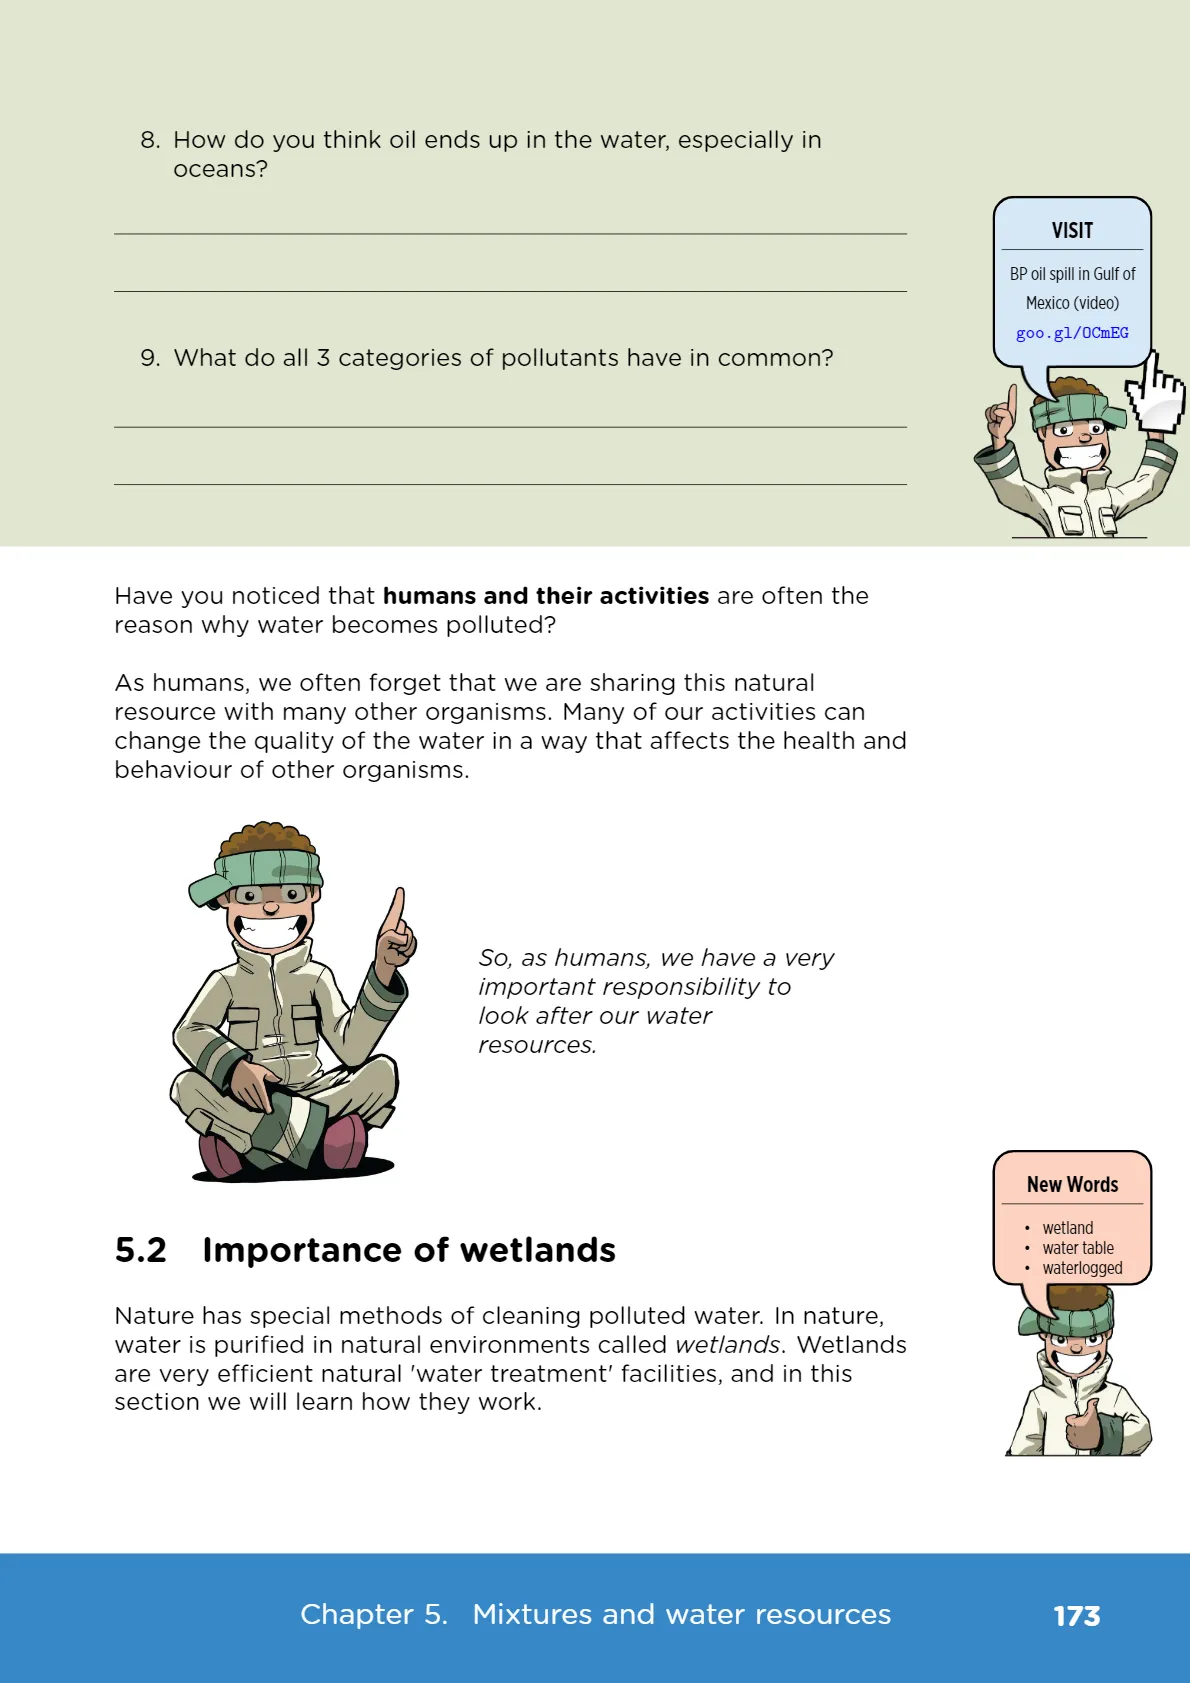 8. How do you think oil ends up in the water, especially in
oceans?
VISIT
BP oil spill in Gulf of
Mexico (video)
goo.gl/0CmEG
9. What do all 3 categories of pollutants have in common?
Have you noticed that humans and their activities are often the
reason why water becomes polluted?
As humans, we often forget that we are sharing this natural
resource with many other organisms. Many of our activities can
change the quality of the water in a way that affects the health and
behaviour of other organisms.
So, as humans, we have a very
important responsibility to
look after our water
resources.
New Words
• wetland
• water table
• waterlogged
5.2 Importance of wetlands
Nature has special methods of cleaning polluted water. In nature,
water is purified in natural environments called wetlands. Wetlands
are very efficient natural 'water treatment' facilities, and in this
section we will learn how they work.
Chapter 5. Mixtures and water resources 173